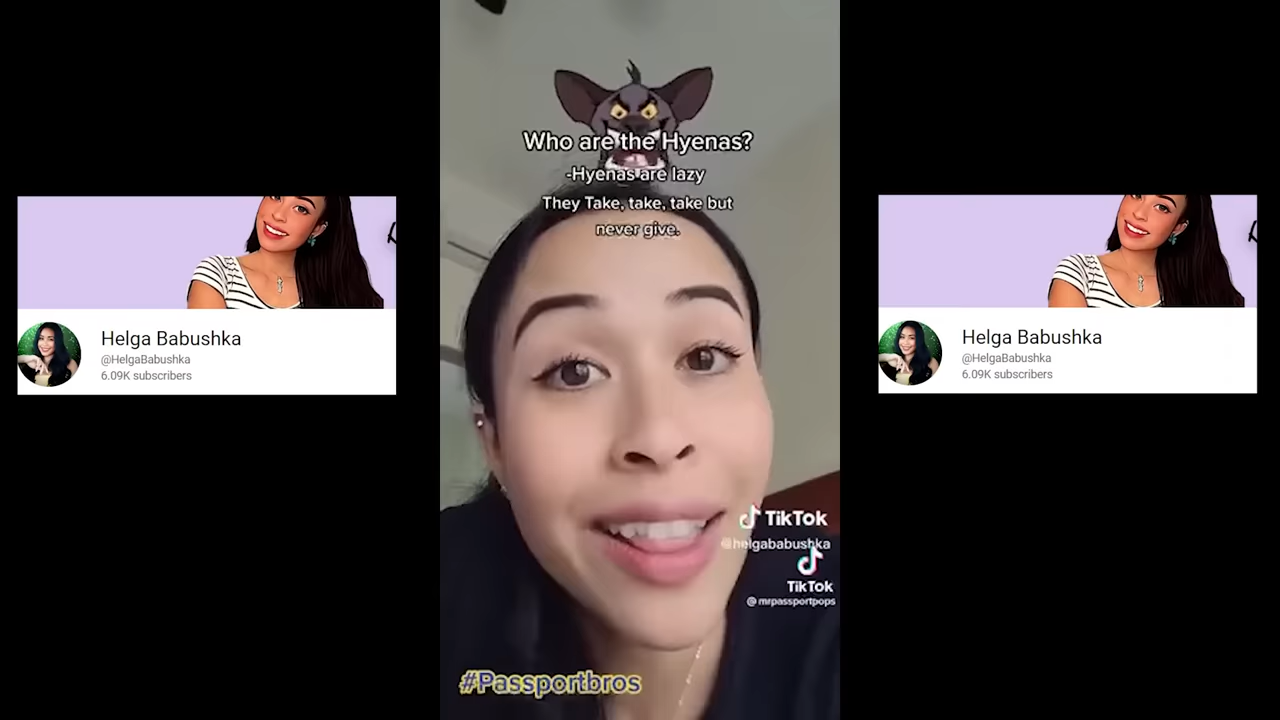 Who are the Hyenas?
-Hyenas are lazy
They Take, take, take but
never give.
Helga Babushka
@HelgaBabushka
6.09K subscribers
Helga Babushka
@HelgaBabushka
6.09K subscribers
TikTok
@helgababushka
TikTok
@mrpassportpops
#Passportbros